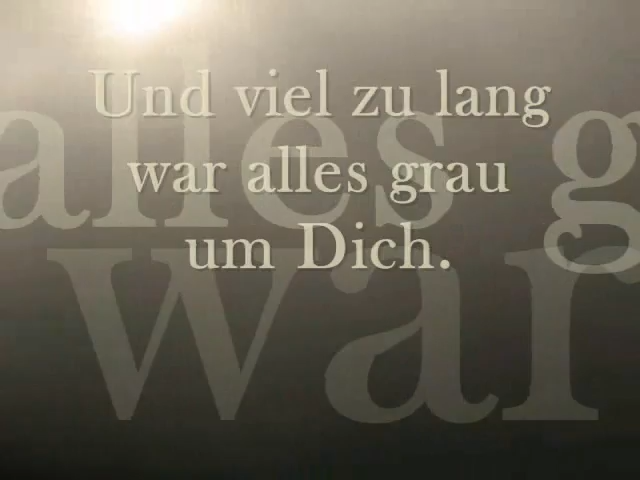 Und viel zu lang
war alles grau
um Dich.
alles g
war